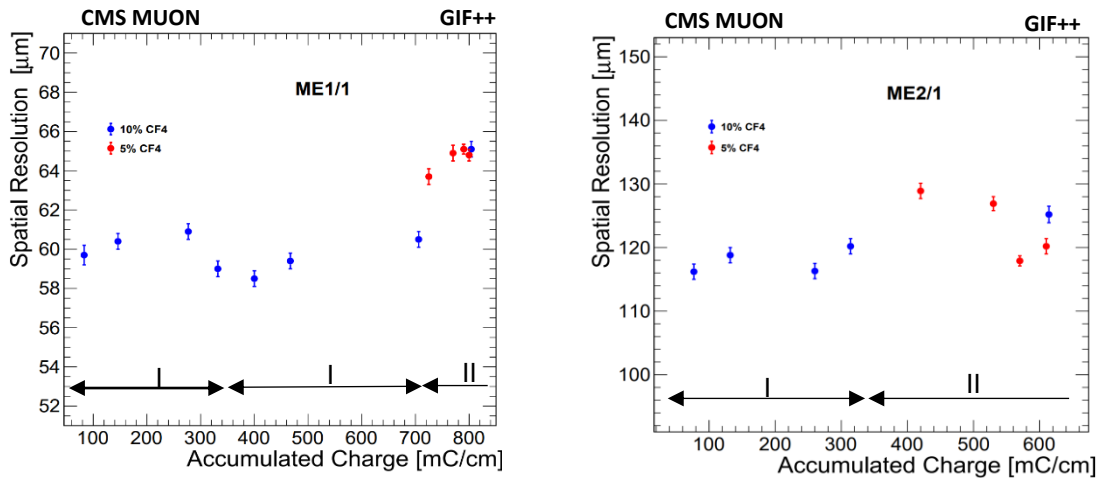 CMS MUON GIF++
ME1/1
10% CF4
5% CF4
Spatial Resolution [μm]
70
68
66
64
62
60
58
56
54
53
52
I I II
100 200 300 400 500 600 700 800
Accumulated Charge [mC/cm]
CMS MUON GIF++
ME2/1
10% CF4
5% CF4
Spatial Resolution [μm]
150
140
130
120
110
100
I II
100 200 300 400 500 600
Accumulated Charge [mC/cm]